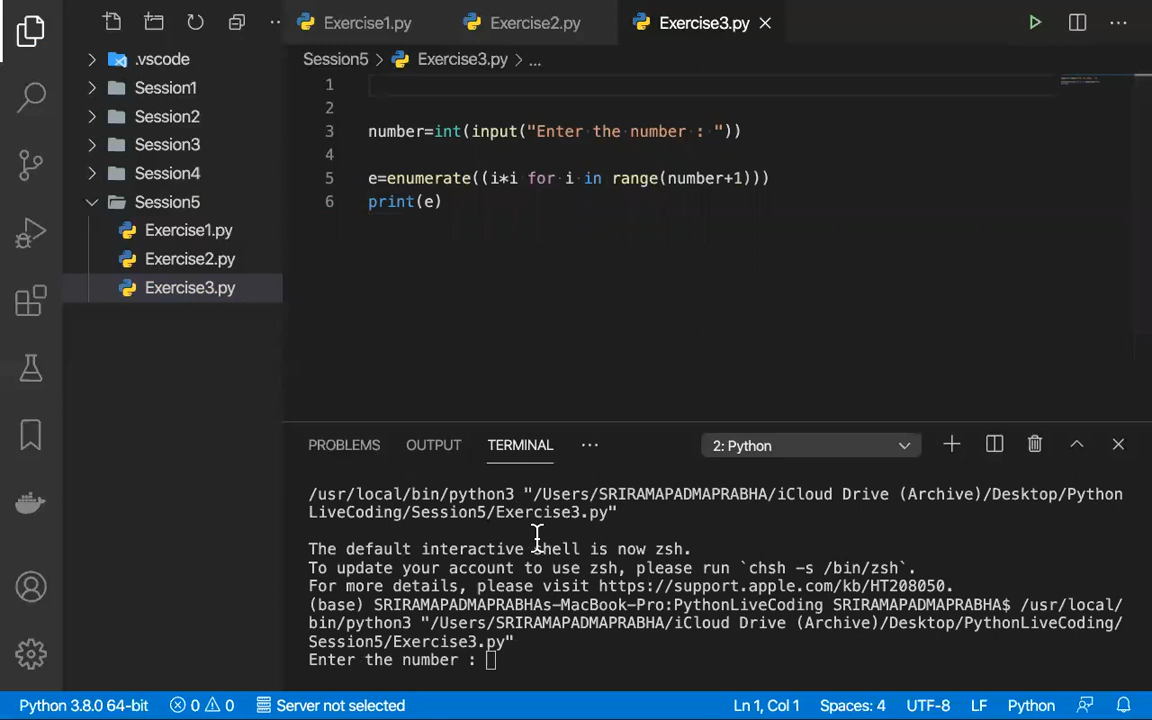 Exercise1.py Exercise2.py Exercise3.py
.vscode
Session1
Session2
Session3
Session4
Session5
Exercise1.py
Exercise2.py
Exercise3.py
Session5 > Exercise3.py > ...
1
2
3 number=int(input("Enter the number : "))
4
5 e=enumerate((i*i for i in range(number+1)))
6 print(e)
PROBLEMS OUTPUT TERMINAL ... 2: Python
/usr/local/bin/python3 "/Users/SRIRAMAPADMAPRABHA/iCloud Drive (Archive)/Desktop/Python
LiveCoding/Session5/Exercise3.py"
The default interactive shell is now zsh.
To update your account to use zsh, please run `chsh -s /bin/zsh`.
For more details, please visit https://support.apple.com/kb/HT208050.
(base) SRIRAMAPADMAPRABHAs-MacBook-Pro:PythonLiveCoding SRIRAMAPADMAPRABHA$ /usr/local/
bin/python3 "/Users/SRIRAMAPADMAPRABHA/iCloud Drive (Archive)/Desktop/PythonLiveCoding/
Session5/Exercise3.py"
Enter the number :
Python 3.8.0 64-bit 0 0 Server not selected Ln 1, Col 1 Spaces: 4 UTF-8 LF Python